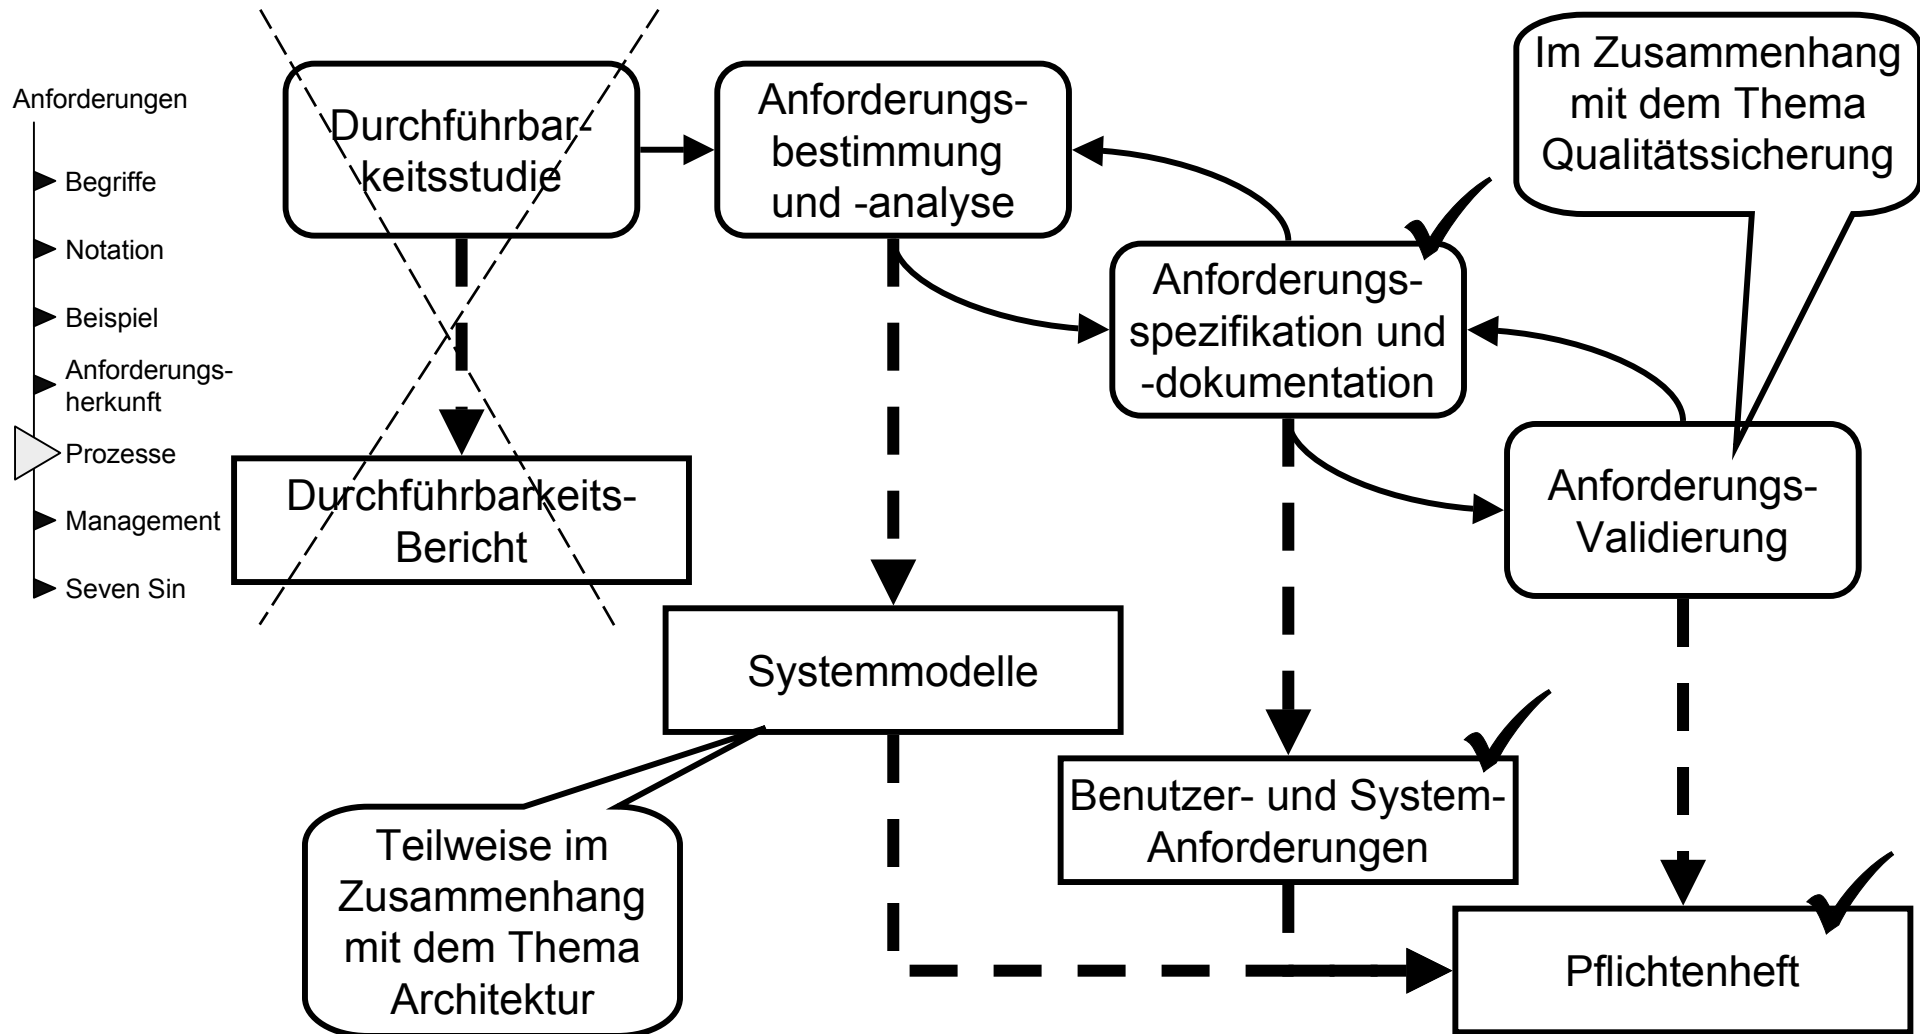 Anforderungen
Begriffe
Notation
Beispiel
Anforderungs-
herkunft
Prozesse
Management
Seven Sin
Durchführbar-
keitsstudie
Durchführbarkeits-
Bericht
Anforderungs-
bestimmung
und -analyse
Systemmodelle
Teilweise im
Zusammenhang
mit dem Thema
Architektur
Anforderungs-
spezifikation und
-dokumentation
Benutzer- und System-
Anforderungen
Im Zusammenhang
mit dem Thema
Qualitätssicherung
Anforderungs-
Validierung
Pflichtenheft